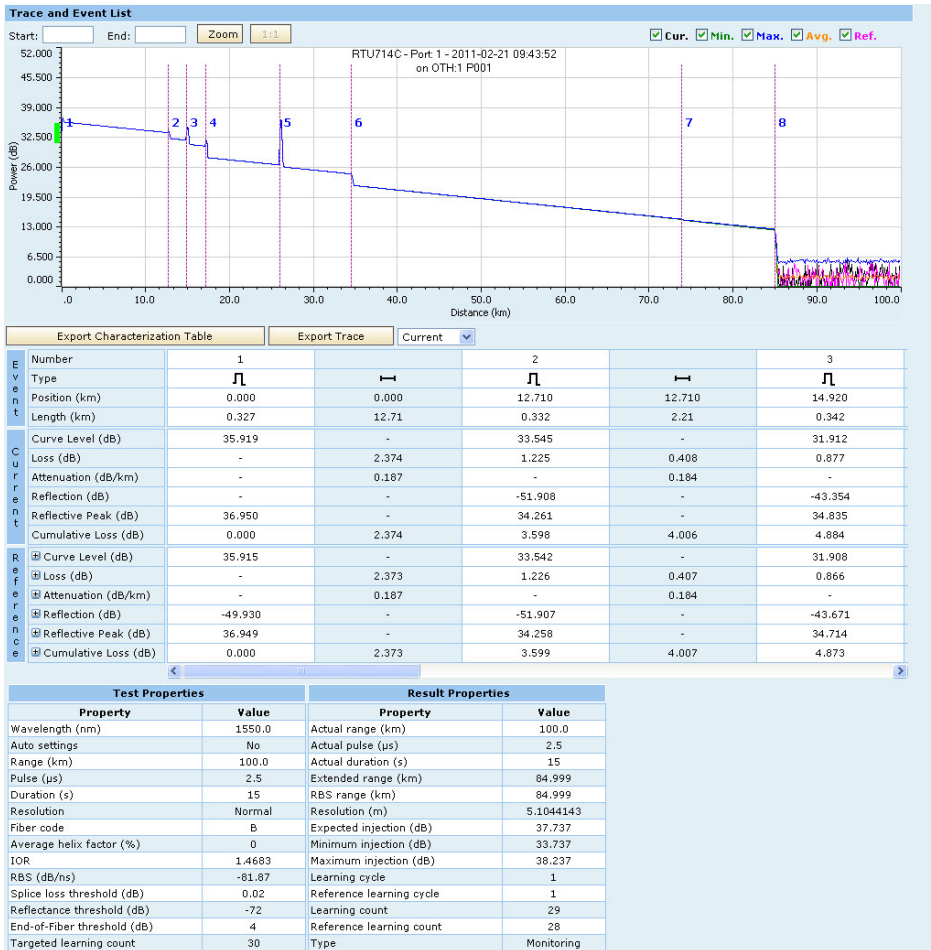 Trace and Event List
Start: End: Zoom 1:1 Cur. Min. Max. Avg. Ref.
RTU714C - Port: 1 - 2011-02-21 09:43:52
on OTH:1 P001
52.000
45.500
39.000
32.500
26.000
19.500
13.000
6.500
0.000
Power (dB)
1 2 3 4 5 6 7 8
.0 10.0 20.0 30.0 40.0 50.0 60.0 70.0 80.0 90.0 100.0
Distance (km)
Export Characterization Table Export Trace Current
Event
Number 1 2 3
Type
Position (km) 0.000 0.000 12.710 12.710 14.920
Length (km) 0.327 12.71 0.332 2.21 0.342
Current
Curve Level (dB) 35.919 - 33.545 - 31.912
Loss (dB) - 2.374 1.225 0.408 0.877
Attenuation (dB/km) - 0.187 - 0.184 -
Reflection (dB) - - -51.908 - -43.354
Reflective Peak (dB) 36.950 - 34.261 - 34.835
Cumulative Loss (dB) 0.000 2.374 3.598 4.006 4.884
Reference
Curve Level (dB) 35.915 - 33.542 - 31.908
Loss (dB) - 2.373 1.226 0.407 0.866
Attenuation (dB/km) - 0.187 - 0.184 -
Reflection (dB) -49.930 - -51.907 - -43.671
Reflective Peak (dB) 36.949 - 34.258 - 34.714
Cumulative Loss (dB) 0.000 2.373 3.599 4.007 4.873
Test Properties Result Properties
Property Value Property Value
Wavelength (nm) 1550.0 Actual range (km) 100.0
Auto settings No Actual pulse (µs) 2.5
Range (km) 100.0 Actual duration (s) 15
Pulse (µs) 2.5 Extended range (km) 84.999
Duration (s) 15 RBS range (km) 84.999
Resolution Normal Resolution (m) 5.1044143
Fiber code B Expected injection (dB) 37.737
Average helix factor (%) 0 Minimum injection (dB) 33.737
IOR 1.4683 Maximum injection (dB) 38.237
RBS (dB/ns) -81.87 Learning cycle 1
Splice loss threshold (dB) 0.02 Reference learning cycle 1
Reflectance threshold (dB) -72 Learning count 29
End-of-Fiber threshold (dB) 4 Reference learning count 28
Targeted learning count 30 Type Monitoring